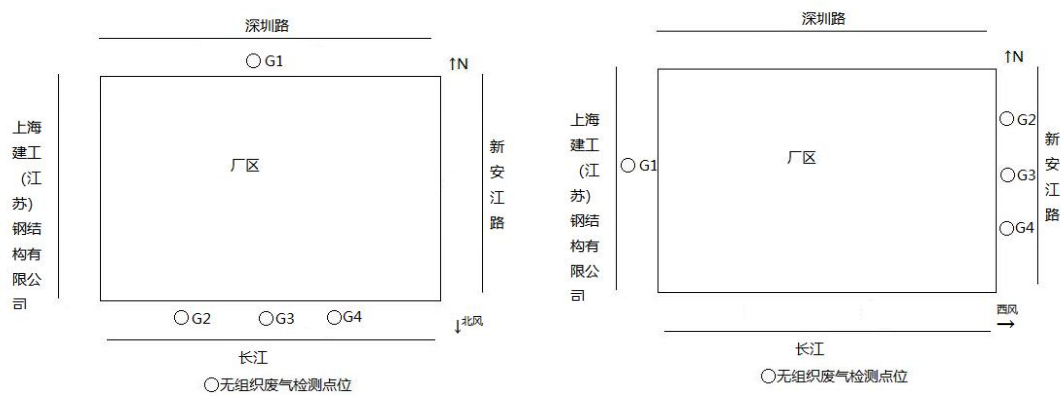 深圳路
G1
↑N
上海
建工
（江
苏）
钢结
构有
限公
司
厂区
新
安
江
路
G2
G3
G4
↓北风
长江
○无组织废气检测点位
深圳路
↑N
上海
建工
（江
苏）
钢结
构有
限公
司
G1
厂区
G2
G3
G4
新
安
江
路
西风
→
长江
○无组织废气检测点位